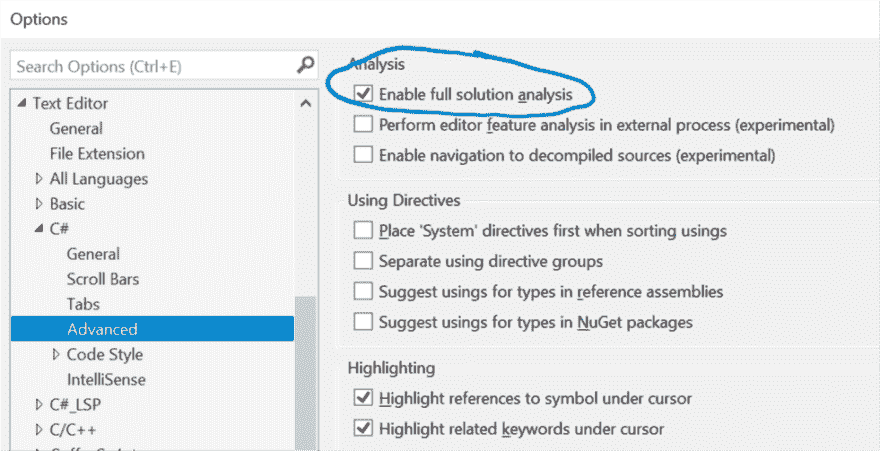 Options
Search Options (Ctrl+E)
Text Editor
General
File Extension
All Languages
Basic
C#
General
Scroll Bars
Tabs
Advanced
Code Style
IntelliSense
C#_LSP
C/C++
Analysis
Enable full solution analysis
Perform editor feature analysis in external process (experimental)
Enable navigation to decompiled sources (experimental)
Using Directives
Place 'System' directives first when sorting usings
Separate using directive groups
Suggest usings for types in reference assemblies
Suggest usings for types in NuGet packages
Highlighting
Highlight references to symbol under cursor
Highlight related keywords under cursor